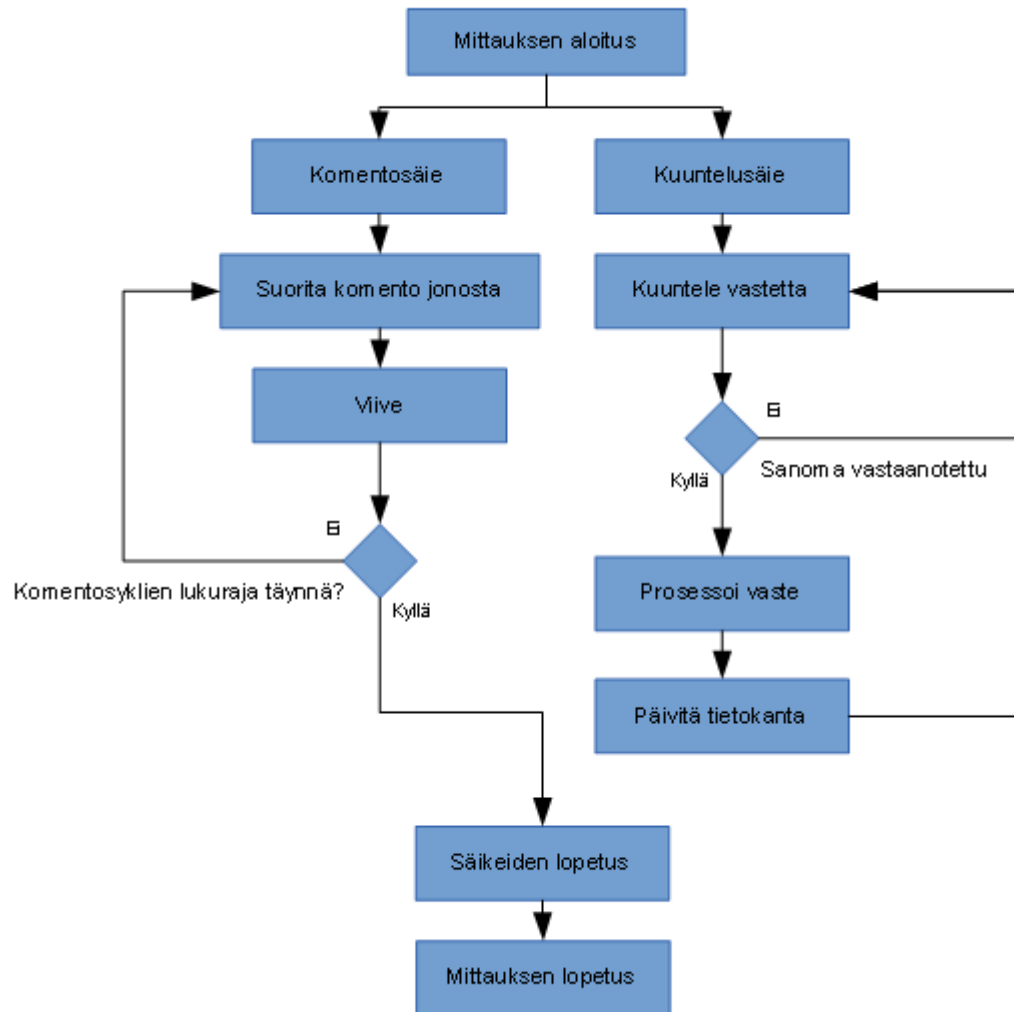 Mittauksen aloitus
Komentosäie
Kuuntelusäie
Suorita komento jonosta
Kuuntele vastetta
Viive
Ei
Sanoma vastaanotettu
Kyllä
Ei
Komentosyklien lukuraja täynnä?
Kyllä
Prosessoi vaste
Päivitä tietokanta
Säikeiden lopetus
Mittauksen lopetus